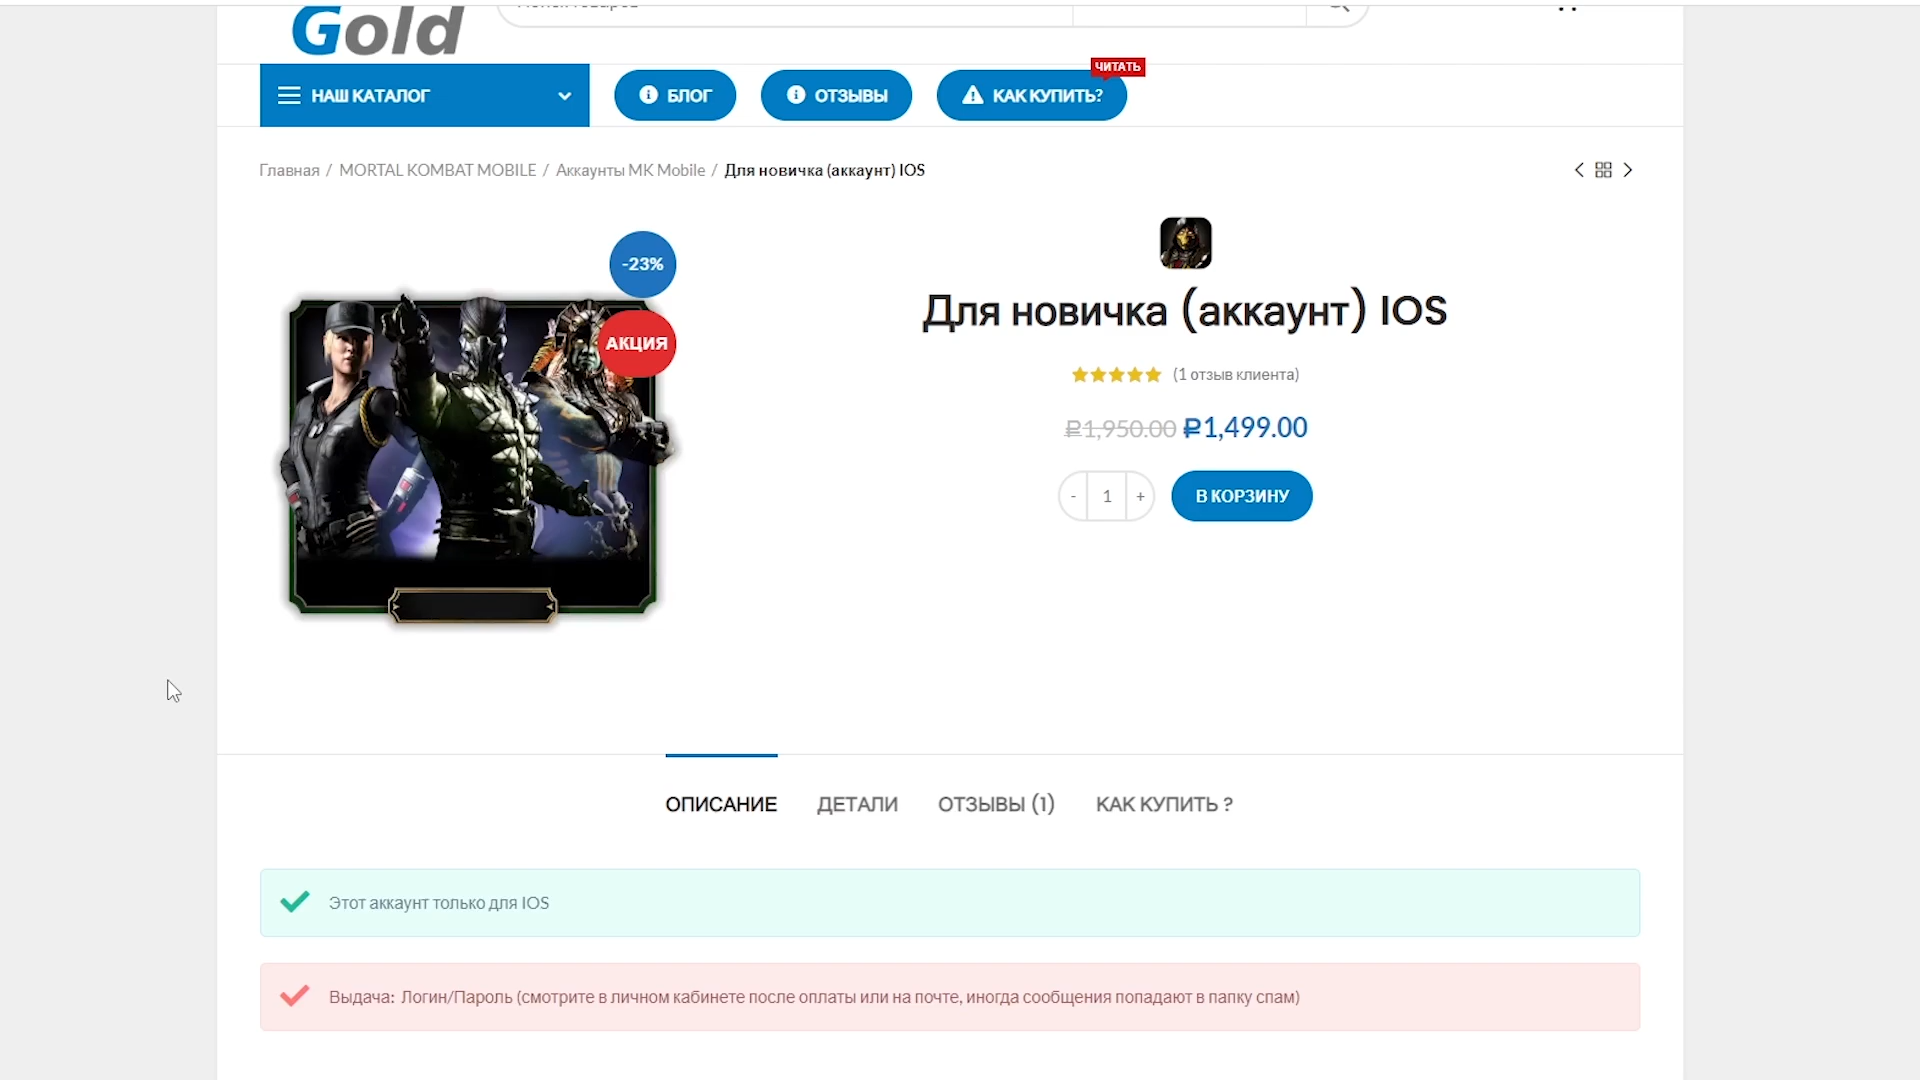 Gold
НАШ КАТАЛОГ
БЛОГ
ОТЗЫВЫ
КАК КУПИТЬ?
ЧИТАТЬ
Главная / MORTAL KOMBAT MOBILE / Аккаунты MK Mobile / Для новичка (аккаунт) IOS
-23%
АКЦИЯ
Для новичка (аккаунт) IOS
(1 отзыв клиента)
₽1,950.00 ₽1,499.00
- 1 +
В КОРЗИНУ
ОПИСАНИЕ
ДЕТАЛИ
ОТЗЫВЫ (1)
КАК КУПИТЬ ?
Этот аккаунт только для IOS
Выдача: Логин/Пароль (смотрите в личном кабинете после оплаты или на почте, иногда сообщения попадают в папку спам)